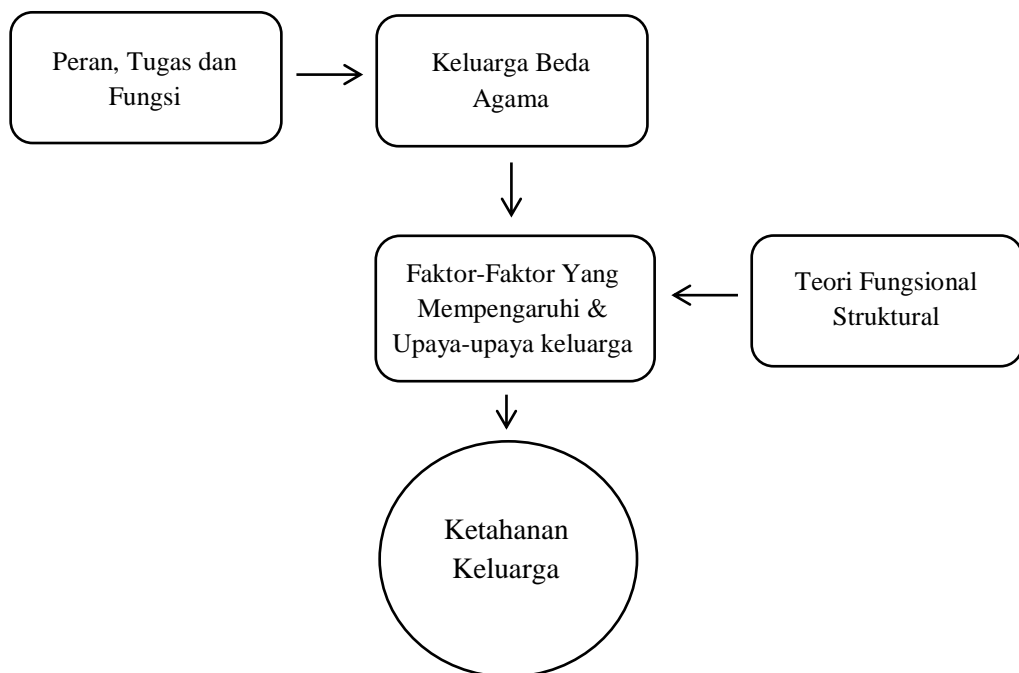 Peran, Tugas dan
Fungsi
Keluarga Beda
Agama
Faktor-Faktor Yang
Mempengaruhi &
Upaya-upaya keluarga
Teori Fungsional
Struktural
Ketahanan
Keluarga